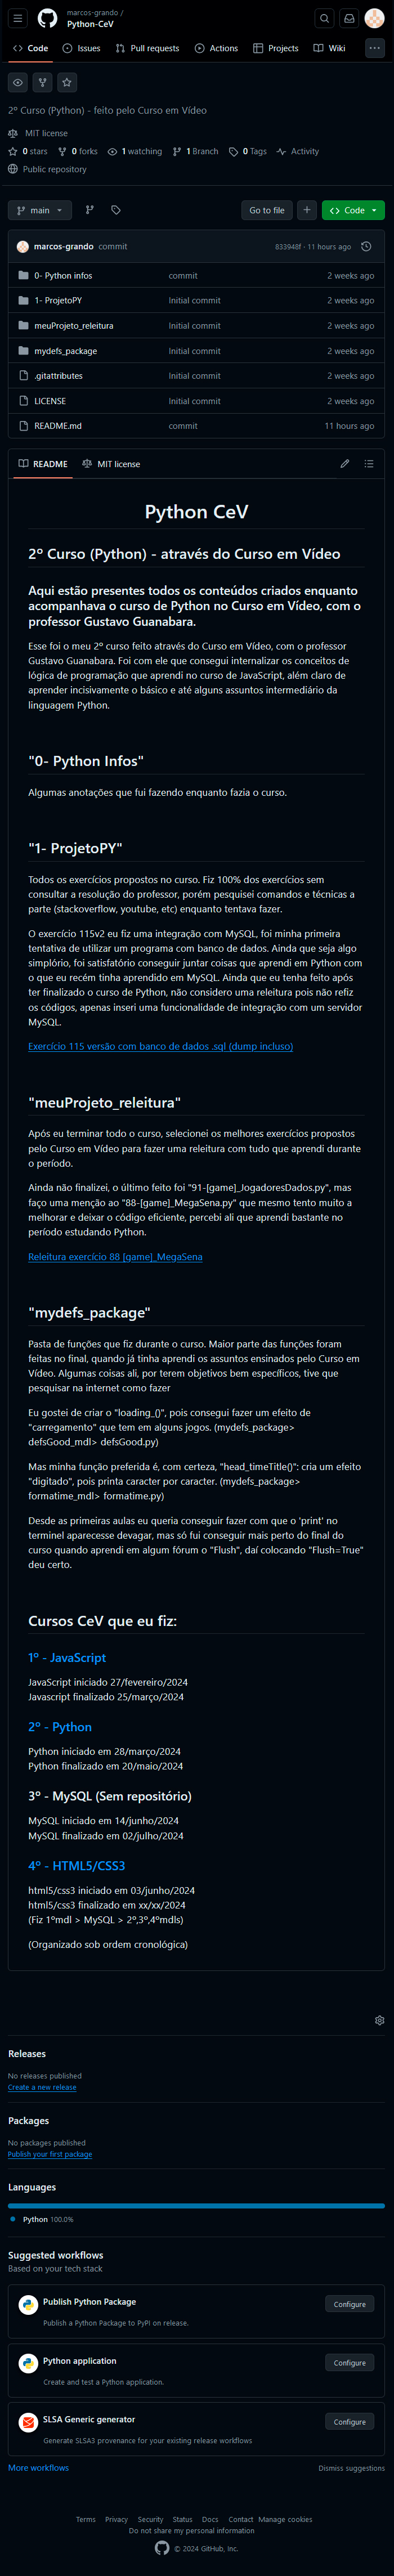 marcos-grando /
Python-CeV
Code Issues Pull requests Actions Projects Wiki
2º Curso (Python) - feito pelo Curso em Vídeo
MIT license
0 stars 0 forks 1 watching 1 Branch 0 Tags Activity
Public repository
main Go to file Code
marcos-grando commit 833948f · 11 hours ago
0- Python infos commit 2 weeks ago
1- ProjetoPY Initial commit 2 weeks ago
meuProjeto_releitura Initial commit 2 weeks ago
mydefs_package Initial commit 2 weeks ago
.gitattributes Initial commit 2 weeks ago
LICENSE Initial commit 2 weeks ago
README.md commit 11 hours ago
README MIT license
Python CeV
2º Curso (Python) - através do Curso em Vídeo
Aqui estão presentes todos os conteúdos criados enquanto
acompanhava o curso de Python no Curso em Vídeo, com o
professor Gustavo Guanabara.
Esse foi o meu 2º curso feito através do Curso em Vídeo, com o professor
Gustavo Guanabara. Foi com ele que consegui internalizar os conceitos de
lógica de programação que aprendi no curso de JavaScript, além claro de
aprender incisivamente o básico e até alguns assuntos intermediário da
linguagem Python.
"0- Python Infos"
Algumas anotações que fui fazendo enquanto fazia o curso.
"1- ProjetoPY"
Todos os exercícios propostos no curso. Fiz 100% dos exercícios sem
consultar a resolução do professor, porém pesquisei comandos e técnicas a
parte (stackoverflow, youtube, etc) enquanto tentava fazer.
O exercício 115v2 eu fiz uma integração com MySQL, foi minha primeira
tentativa de utilizar um programa com banco de dados. Ainda que seja algo
simplório, foi satisfatório conseguir juntar coisas que aprendi em Python com
o que eu recém tinha aprendido em MySQL. Ainda que eu tenha feito após
ter finalizado o curso de Python, não considero uma releitura pois não refiz
os códigos, apenas inseri uma funcionalidade de integração com um servidor
MySQL.
Exercício 115 versão com banco de dados .sql (dump incluso)
"meuProjeto_releitura"
Após eu terminar todo o curso, selecionei os melhores exercícios propostos
pelo Curso em Vídeo para fazer uma releitura com tudo que aprendi durante
o período.
Ainda não finalizei, o último feito foi "91-[game]_JogadoresDados.py", mas
faço uma menção ao "88-[game]_MegaSena.py" que mesmo tento muito a
melhorar e deixar o código eficiente, percebi ali que aprendi bastante no
período estudando Python.
Releitura exercício 88 [game]_MegaSena
"mydefs_package"
Pasta de funções que fiz durante o curso. Maior parte das funções foram
feitas no final, quando já tinha aprendi os assuntos ensinados pelo Curso em
Vídeo. Algumas coisas ali, por terem objetivos bem específicos, tive que
pesquisar na internet como fazer
Eu gostei de criar o "loading_()", pois consegui fazer um efeito de
"carregamento" que tem em alguns jogos. (mydefs_package>
defsGood_mdl> defsGood.py)
Mas minha função preferida é, com certeza, "head_timeTitle()": cria um efeito
"digitado", pois printa caracter por caracter. (mydefs_package>
formatime_mdl> formatime.py)
Desde as primeiras aulas eu queria conseguir fazer com que o 'print' no
terminel aparecesse devagar, mas só fui conseguir mais perto do final do
curso quando aprendi em algum fórum o "Flush", daí colocando "Flush=True"
deu certo.
Cursos CeV que eu fiz:
1º - JavaScript
JavaScript iniciado 27/fevereiro/2024
Javascript finalizado 25/março/2024
2º - Python
Python iniciado em 28/março/2024
Python finalizado em 20/maio/2024
3º - MySQL (Sem repositório)
MySQL iniciado em 14/junho/2024
MySQL finalizado em 02/julho/2024
4º - HTML5/CSS3
html5/css3 iniciado em 03/junho/2024
html5/css3 finalizado em xx/xx/2024
(Fiz 1ºmdl > MySQL > 2º,3º,4ºmdls)
(Organizado sob ordem cronológica)
Releases
No releases published
Create a new release
Packages
No packages published
Publish your first package
Languages
Python 100.0%
Suggested workflows
Based on your tech stack
Publish Python Package Configure
Publish a Python Package to PyPI on release.
Python application Configure
Create and test a Python application.
SLSA Generic generator Configure
Generate SLSA3 provenance for your existing release workflows
More workflows Dismiss suggestions
Terms Privacy Security Status Docs Contact Manage cookies
Do not share my personal information
© 2024 GitHub, Inc.